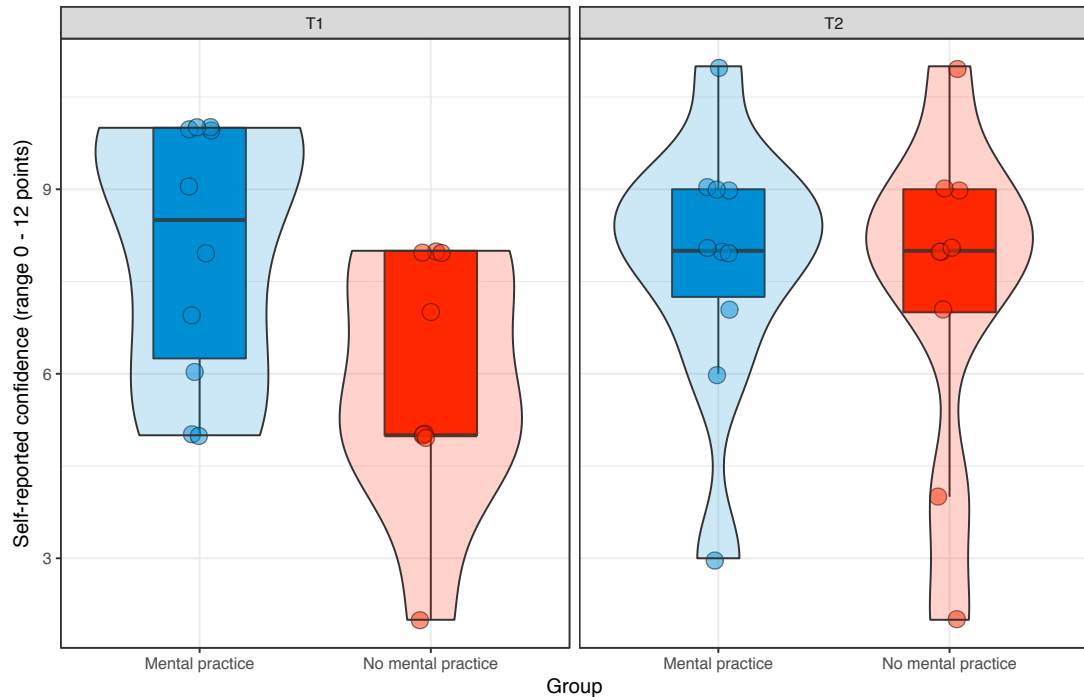 T1
T2
Self-reported confidence (range 0 - 12 points)
9
6
3
Mental practice
No mental practice
Mental practice
No mental practice
Group